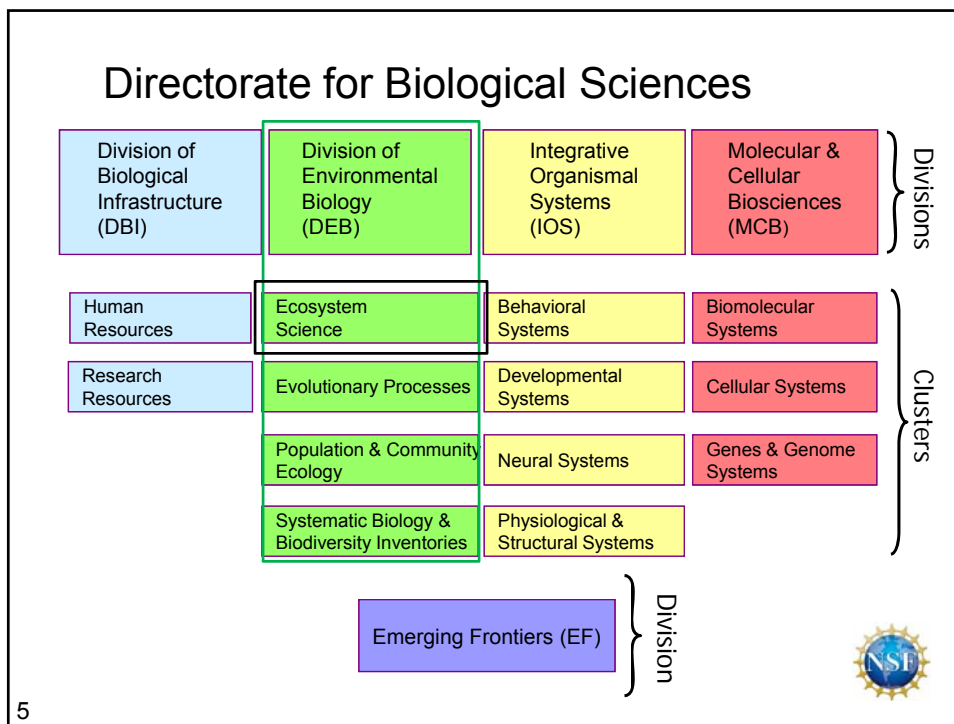 Directorate for Biological Sciences
Division of
Biological
Infrastructure
(DBI)
Division of
Environmental
Biology
(DEB)
Integrative
Organismal
Systems
(IOS)
Molecular &
Cellular
Biosciences
(MCB)
Divisions
Human
Resources
Ecosystem
Science
Behavioral
Systems
Biomolecular
Systems
Research
Resources
Evolutionary Processes
Developmental
Systems
Cellular Systems
Clusters
Population & Community
Ecology
Neural Systems
Genes & Genome
Systems
Systematic Biology &
Biodiversity Inventories
Physiological &
Structural Systems
Emerging Frontiers (EF)
Division
NSF
5